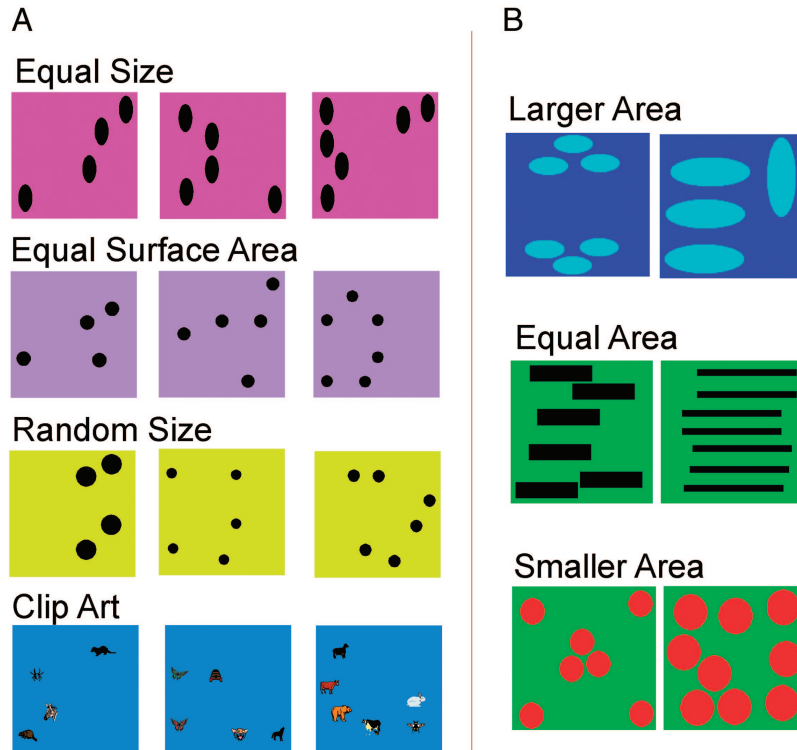 A
Equal Size
Equal Surface Area
Random Size
Clip Art
B
Larger Area
Equal Area
Smaller Area